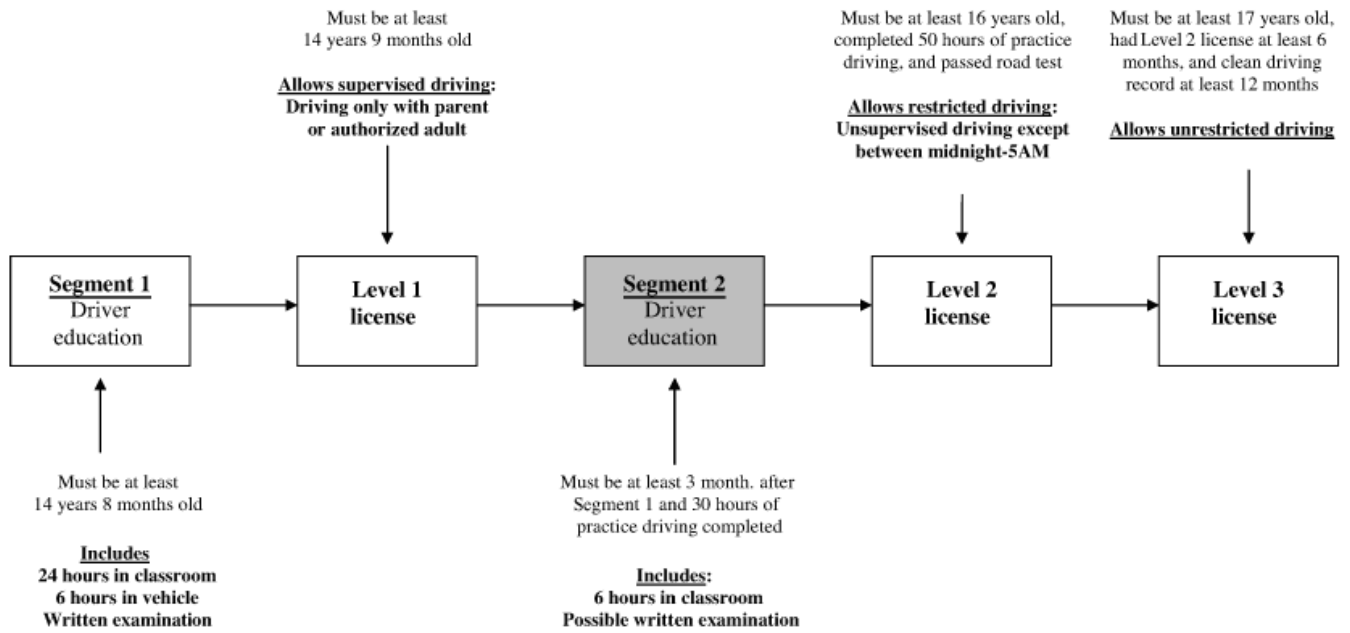 Must be at least
14 years 9 months old
Allows supervised driving:
Driving only with parent
or authorized adult
Must be at least 16 years old,
completed 50 hours of practice
driving, and passed road test
Allows restricted driving:
Unsupervised driving except
between midnight-5AM
Must be at least 17 years old,
had Level 2 license at least 6
months, and clean driving
record at least 12 months
Allows unrestricted driving
Segment 1
Driver
education
Level 1
license
Segment 2
Driver
education
Level 2
license
Level 3
license
Must be at least
14 years 8 months old
Includes
24 hours in classroom
6 hours in vehicle
Written examination
Must be at least 3 month. after
Segment 1 and 30 hours of
practice driving completed
Includes:
6 hours in classroom
Possible written examination